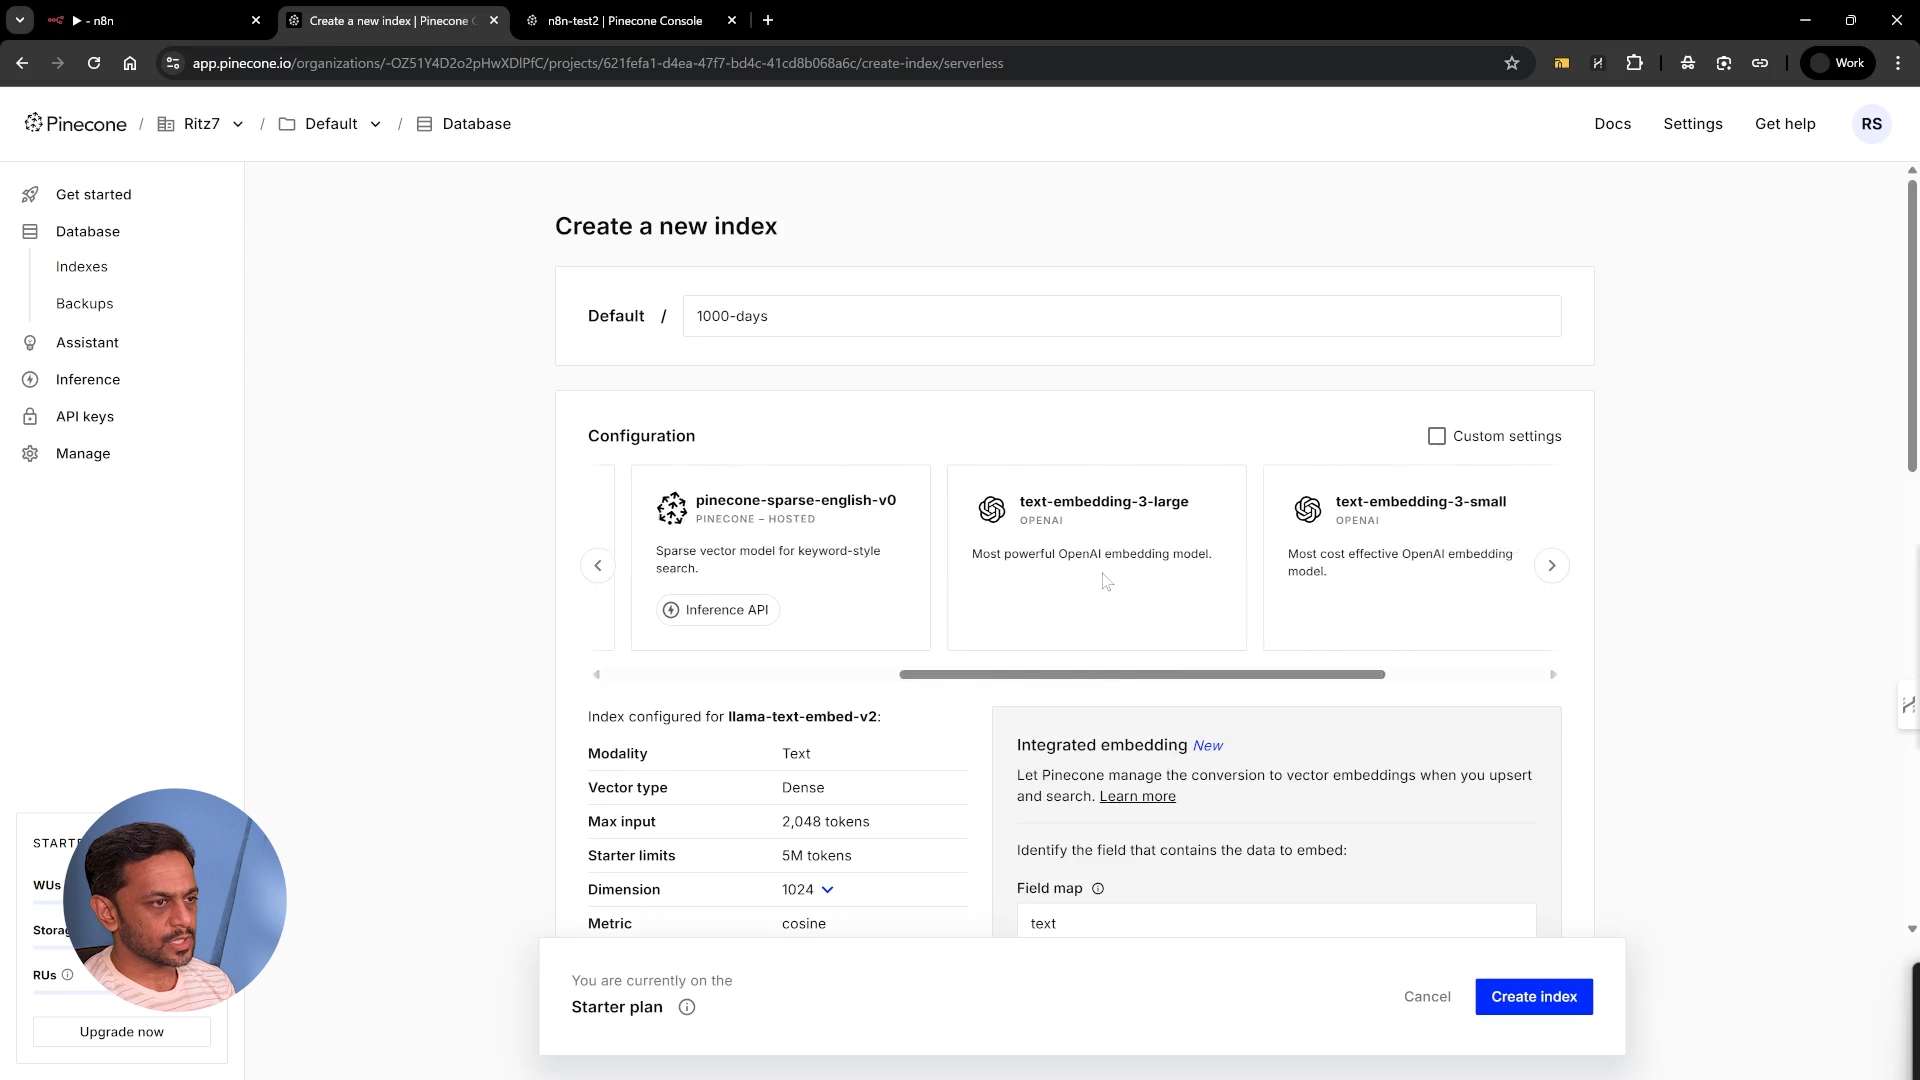 ▶ - n8n
Create a new index | Pinecone C
n8n-test2 | Pinecone Console
app.pinecone.io/organizations/-OZ51Y4D2o2pHwXDlPfC/projects/621fefa1-d4ea-47f7-bd4c-41cd8b068a6c/create-index/serverless
Work
Pinecone / Ritz7 / Default / Database
Docs
Settings
Get help
RS
Get started
Database
Indexes
Backups
Assistant
Inference
API keys
Manage
Create a new index
Default / 1000-days
Configuration
Custom settings
pinecone-sparse-english-v0
PINECONE – HOSTED
Sparse vector model for keyword-style
search.
Inference API
text-embedding-3-large
OPENAI
Most powerful OpenAI embedding model.
text-embedding-3-small
OPENAI
Most cost effective OpenAI embedding
model.
Index configured for llama-text-embed-v2:
Modality Text
Vector type Dense
Max input 2,048 tokens
Starter limits 5M tokens
Dimension 1024
Metric cosine
Integrated embedding New
Let Pinecone manage the conversion to vector embeddings when you upsert
and search. Learn more
Identify the field that contains the data to embed:
Field map
text
WUs
RUs
Upgrade now
You are currently on the
Starter plan
Cancel
Create index